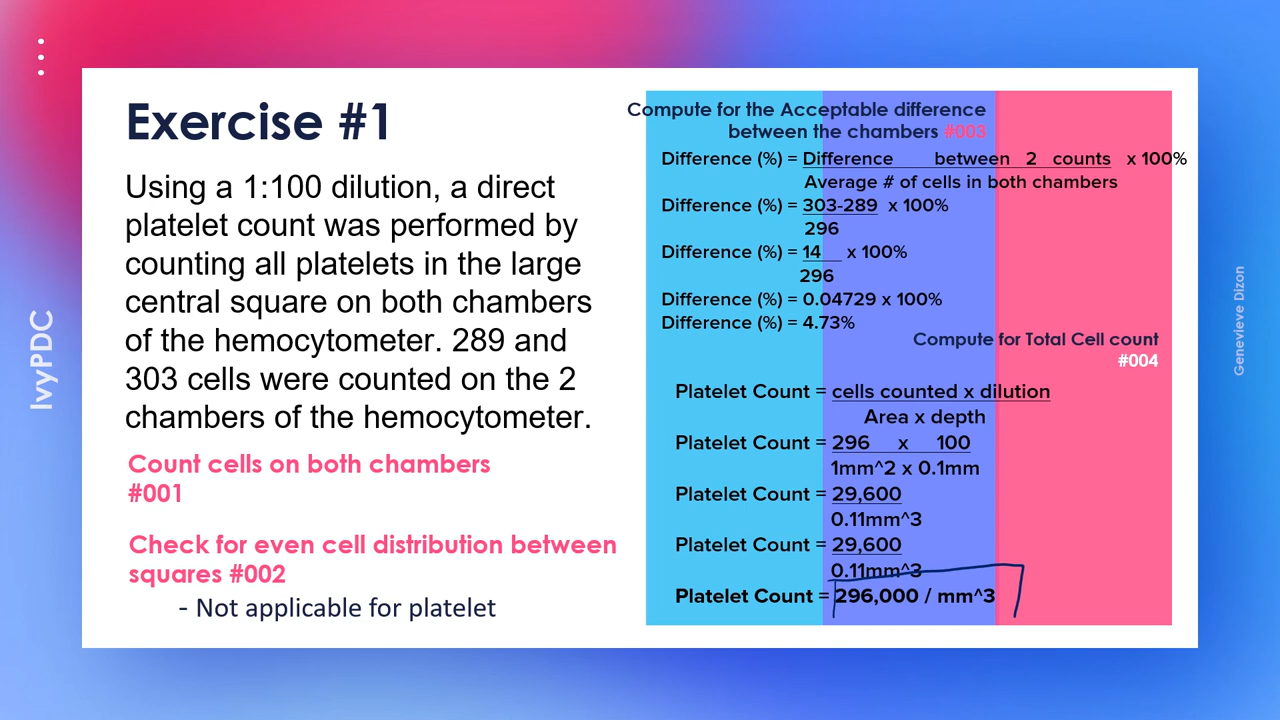 Exercise #1
Using a 1:100 dilution, a direct
platelet count was performed by
counting all platelets in the large
central square on both chambers
of the hemocytometer. 289 and
303 cells were counted on the 2
chambers of the hemocytometer.
Count cells on both chambers
#001
Check for even cell distribution between
squares #002
- Not applicable for platelet
Compute for the Acceptable difference
between the chambers #003
Difference (%) = Difference between 2 counts x 100%
Average # of cells in both chambers
Difference (%) = 303-289 x 100%
296
Difference (%) = 14 x 100%
296
Difference (%) = 0.04729 x 100%
Difference (%) = 4.73%
Compute for Total Cell count
#004
Platelet Count = cells counted x dilution
Area x depth
Platelet Count = 296 x 100
1mm^2 x 0.1mm
Platelet Count = 29,600
0.11mm^3
Platelet Count = 29,600
0.11mm^3
Platelet Count = 296,000 / mm^3
IvyPDC
Genevieve Dizon